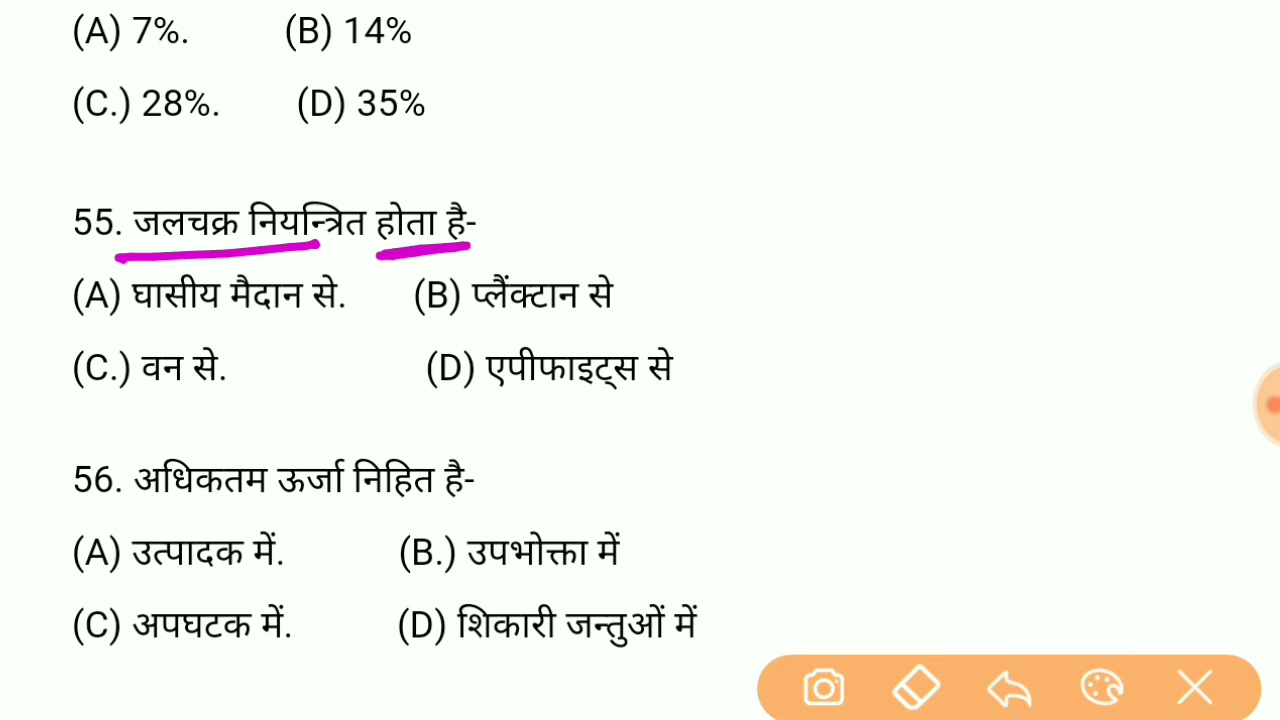 (A) 7%. (B) 14%
(C.) 28%. (D) 35%
55. जलचक्र नियन्त्रित होता है-
(A) घासीय मैदान से. (B) प्लैंक्टान से
(C.) वन से. (D) एपीफाइट्स से
56. अधिकतम ऊर्जा निहित है-
(A) उत्पादक में. (B.) उपभोक्ता में
(C) अपघटक में. (D) शिकारी जन्तुओं में